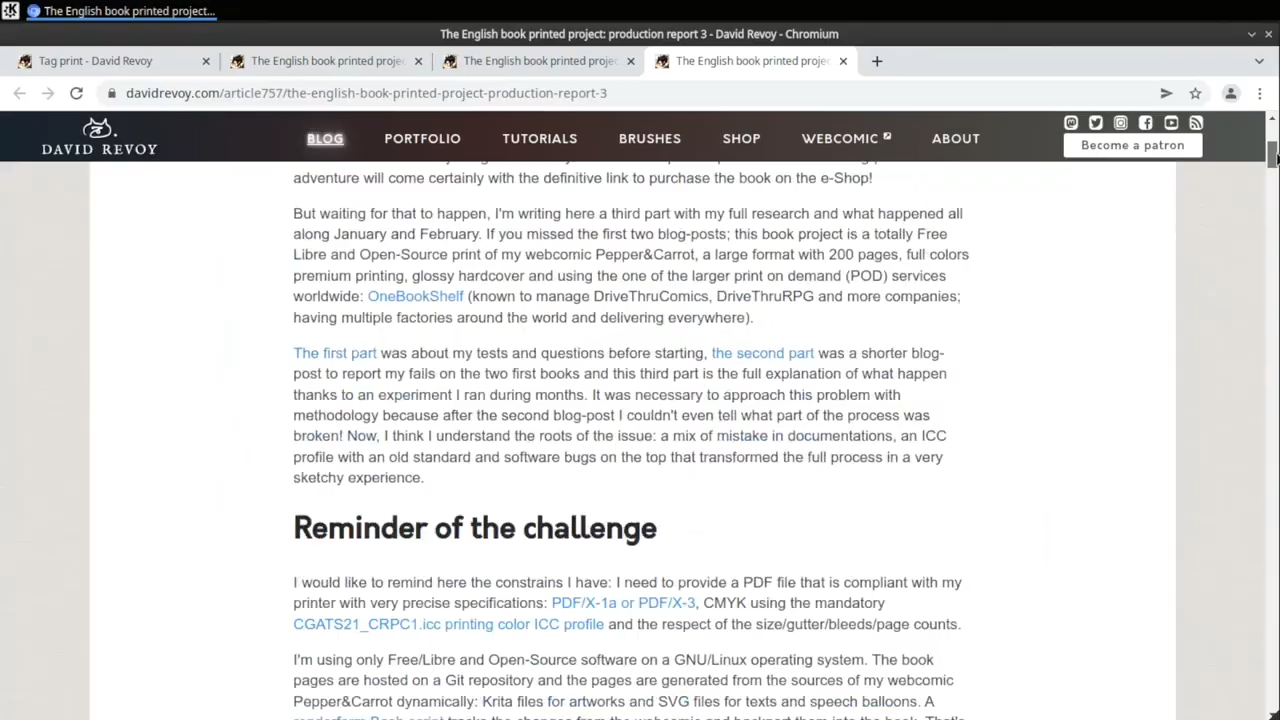 The English book printed project...
The English book printed project: production report 3 - David Revoy - Chromium
Tag print - David Revoy
The English book printed projec
The English book printed projec
The English book printed projec
davidrevoy.com/article757/the-english-book-printed-project-production-report-3
DAVID REVOY
BLOG
PORTFOLIO
TUTORIALS
BRUSHES
SHOP
WEBCOMIC
ABOUT
Become a patron
adventure will come certainly with the definitive link to purchase the book on the e-Shop!
But waiting for that to happen, I'm writing here a third part with my full research and what happened all
along January and February. If you missed the first two blog-posts; this book project is a totally Free
Libre and Open-Source print of my webcomic Pepper&Carrot, a large format with 200 pages, full colors
premium printing, glossy hardcover and using the one of the larger print on demand (POD) services
worldwide: OneBookShelf (known to manage DriveThruComics, DriveThruRPG and more companies;
having multiple factories around the world and delivering everywhere).
The first part was about my tests and questions before starting, the second part was a shorter blog-
post to report my fails on the two first books and this third part is the full explanation of what happen
thanks to an experiment I ran during months. It was necessary to approach this problem with
methodology because after the second blog-post I couldn't even tell what part of the process was
broken! Now, I think I understand the roots of the issue: a mix of mistake in documentations, an ICC
profile with an old standard and software bugs on the top that transformed the full process in a very
sketchy experience.
Reminder of the challenge
I would like to remind here the constrains I have: I need to provide a PDF file that is compliant with my
printer with very precise specifications: PDF/X-1a or PDF/X-3, CMYK using the mandatory
CGATS21_CRPC1.icc printing color ICC profile and the respect of the size/gutter/bleeds/page counts.
I'm using only Free/Libre and Open-Source software on a GNU/Linux operating system. The book
pages are hosted on a Git repository and the pages are generated from the sources of my webcomic
Pepper&Carrot dynamically: Krita files for artworks and SVG files for texts and speech balloons. A